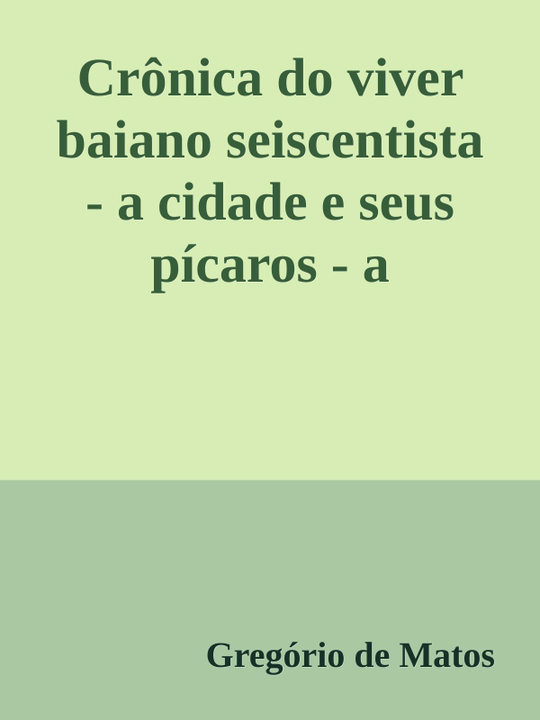 Crônica do viver
baiano seiscentista
- a cidade e seus
pícaros - a
Gregório de Matos